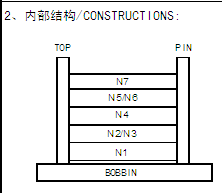 2、内部结构/CONSTRUCTIONS:
TOP PIN
N7
N5/N6
N4
N2/N3
N1
BOBBIN